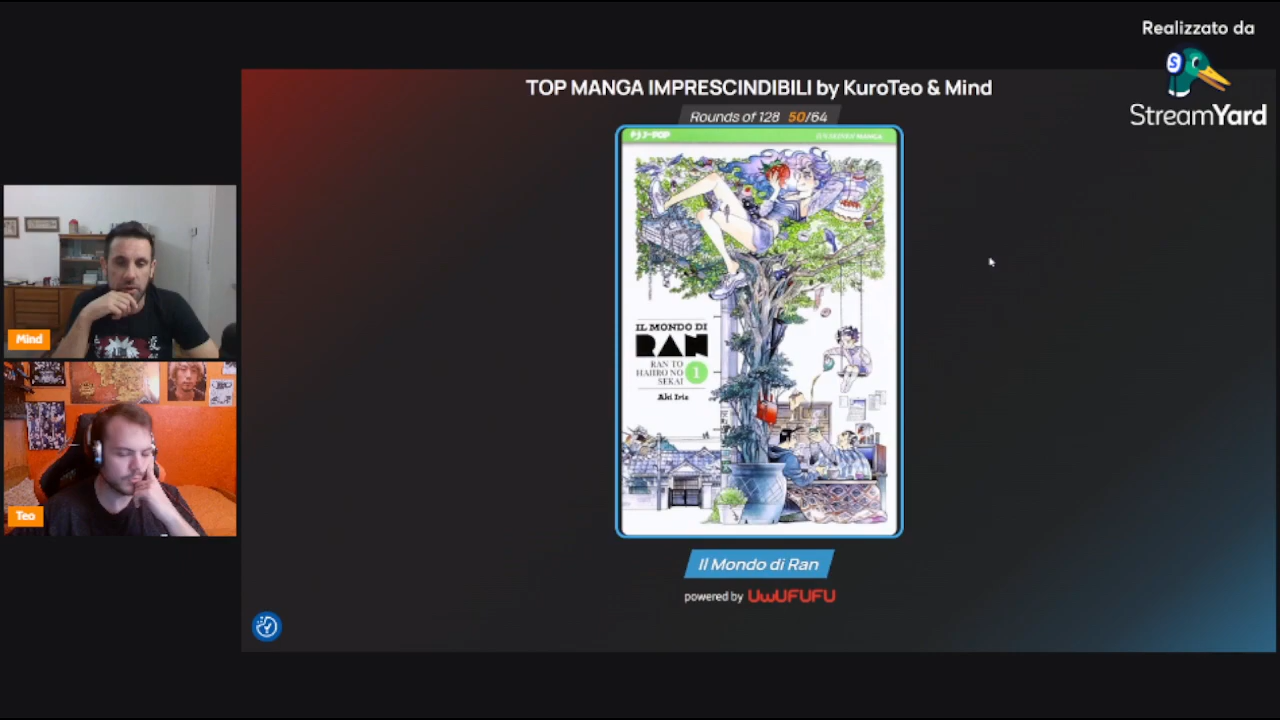 Realizzato da
StreamYard
TOP MANGA IMPRESCINDIBILI by KuroTeo & Mind
Rounds of 128 50/64
J-POP
IL MONDO DI
RAN
RAN TO
HAIIRO NO
SEKAI
1
Aki Irie
Mind
Teo
Il Mondo di Ran
powered by UwUFUFU